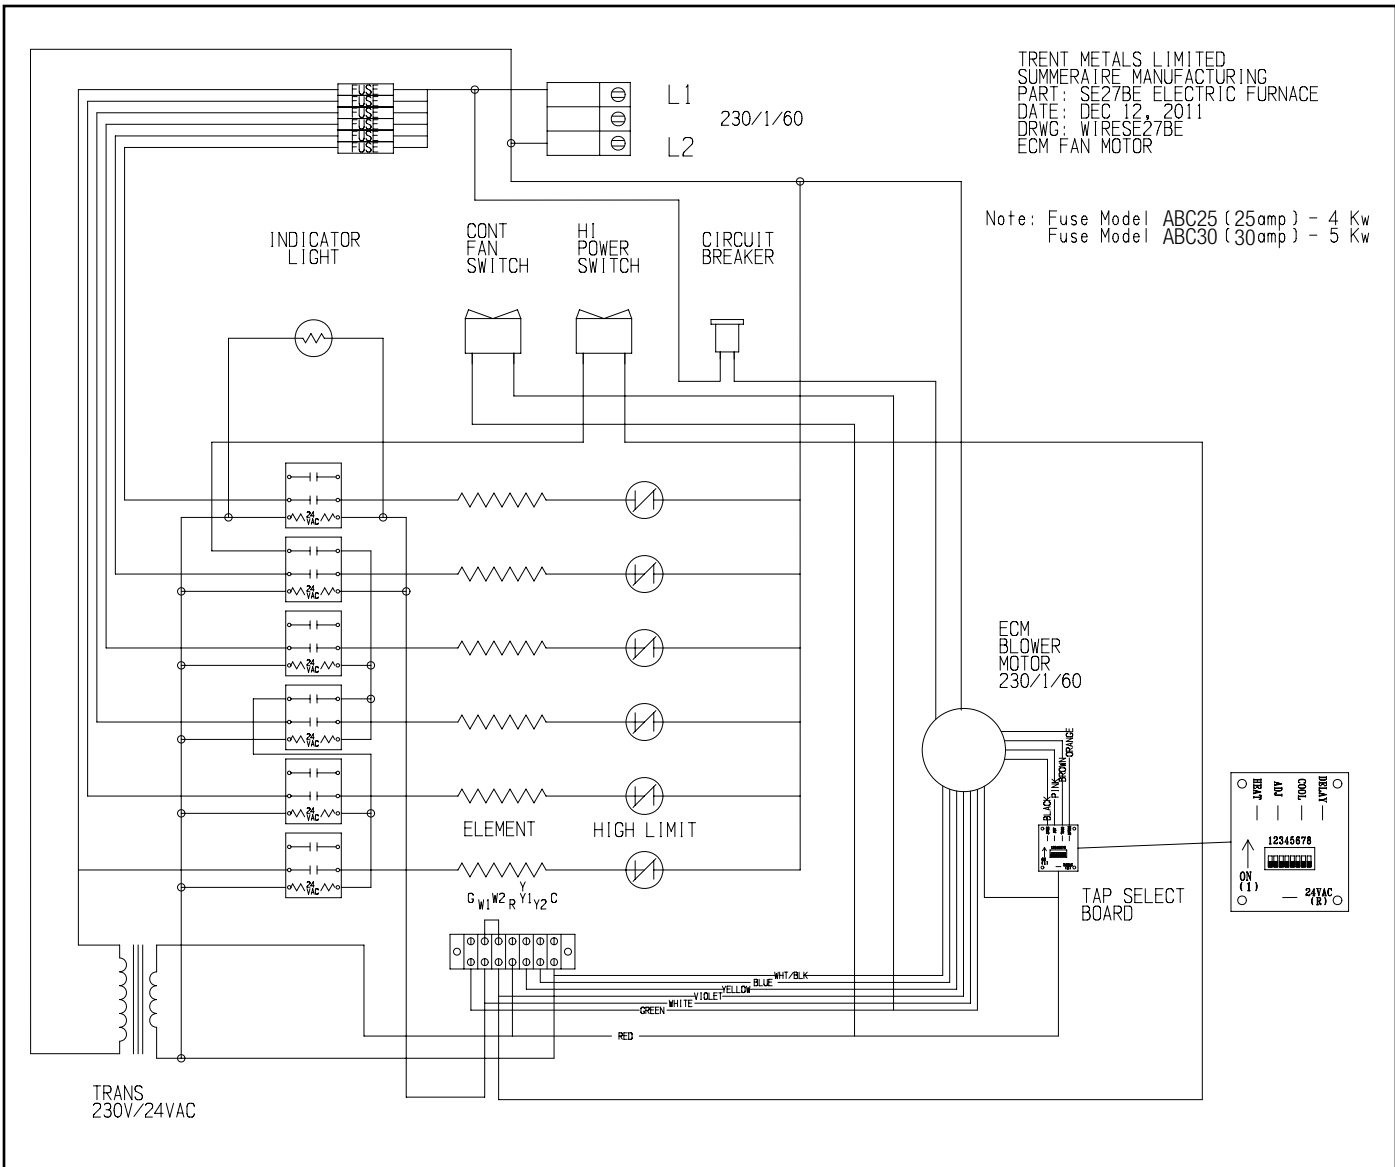 TRENT METALS LIMITED
SUMMERAIRE MANUFACTURING
PART: SE27BE ELECTRIC FURNACE
DATE: DEC 12, 2011
DRWG: WIRESE27BE
ECM FAN MOTOR
FUSE
FUSE
FUSE
FUSE
FUSE
FUSE
L1
230/1/60
L2
Note: Fuse Model ABC25 (25amp) - 4 Kw
Fuse Model ABC30 (30amp) - 5 Kw
INDICATOR
LIGHT
CONT
FAN
SWITCH
HI
POWER
SWITCH
CIRCUIT
BREAKER
24
VAC
24
VAC
24
VAC
24
VAC
24
VAC
24
VAC
ELEMENT
HIGH LIMIT
ECM
BLOWER
MOTOR
230/1/60
BLACK
PINK
BROWN
ORANGE
HEAT
ADJ
COOL
DELAY
12345678
ON
(1)
24VAC
(R)
TAP SELECT
BOARD
Y
G W1 W2 R Y1 Y2 C
WHT/BLK
BLUE
YELLOW
VIOLET
WHITE
GREEN
RED
TRANS
230V/24VAC